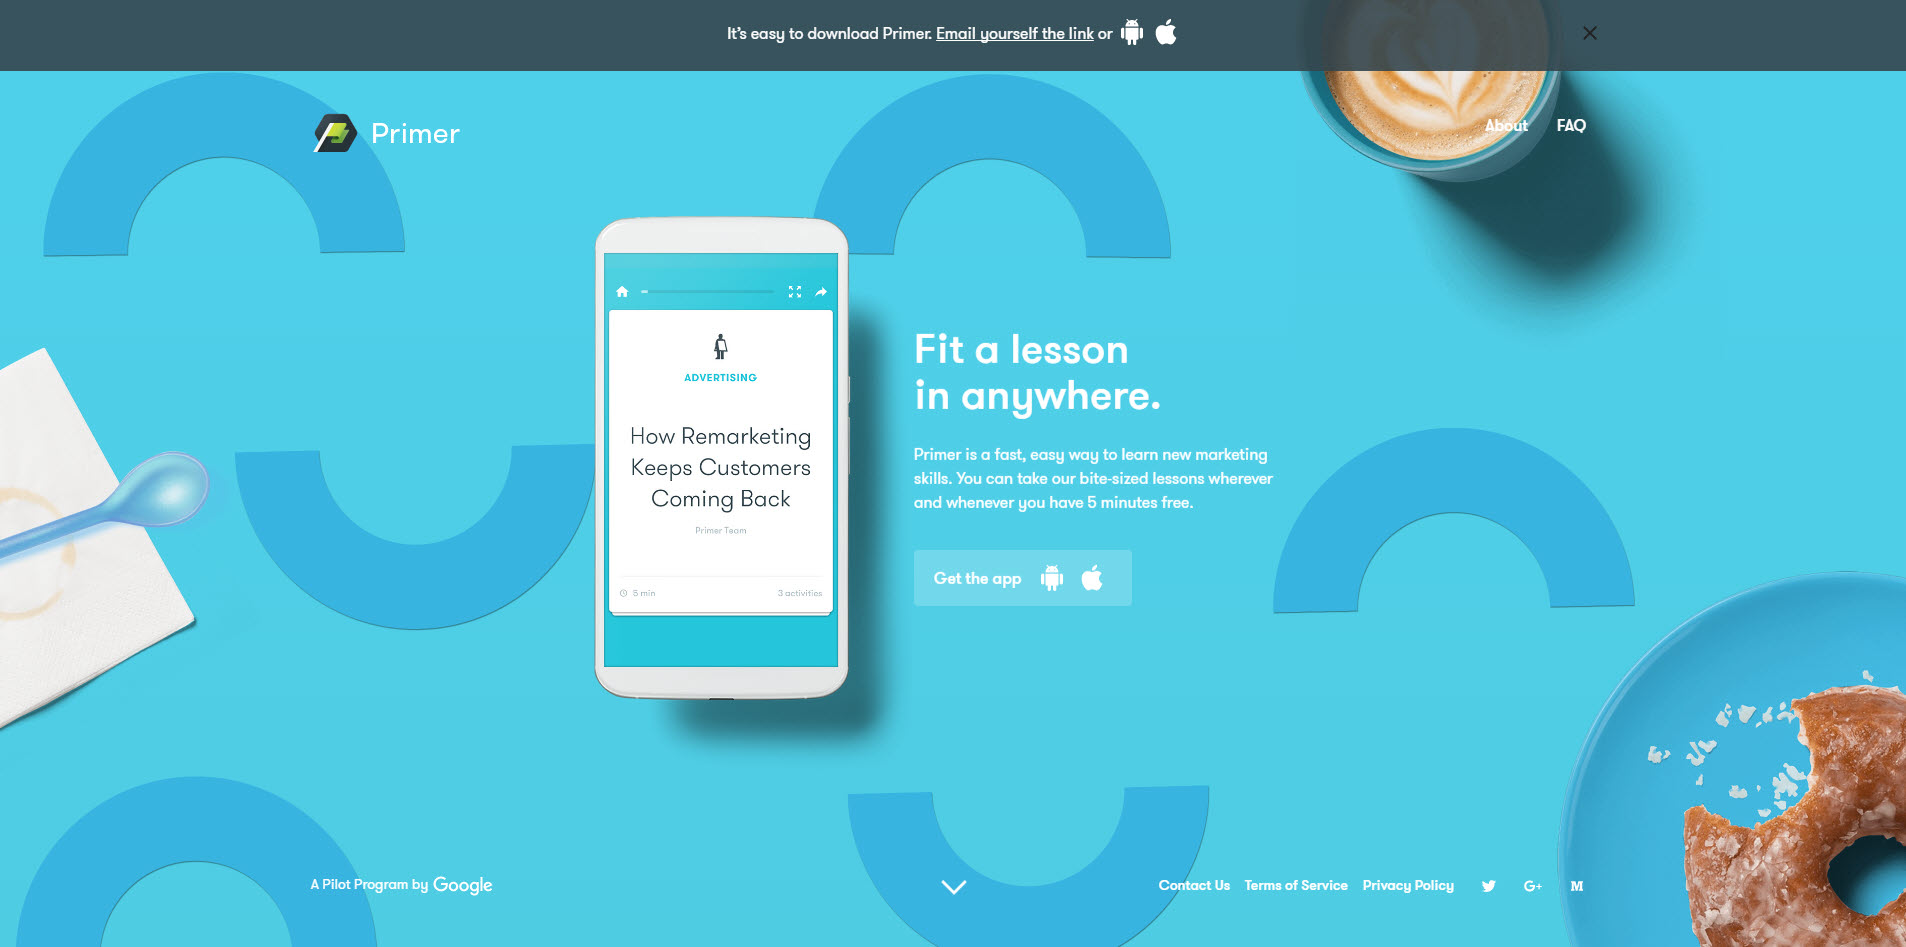 It's easy to download Primer. Email yourself the link or
Primer
About FAQ
ADVERTISING
How Remarketing
Keeps Customers
Coming Back
Primer Team
5 min 3 activities
Fit a lesson
in anywhere.
Primer is a fast, easy way to learn new marketing
skills. You can take our bite-sized lessons wherever
and whenever you have 5 minutes free.
Get the app
A Pilot Program by Google
Contact Us Terms of Service Privacy Policy G+ M